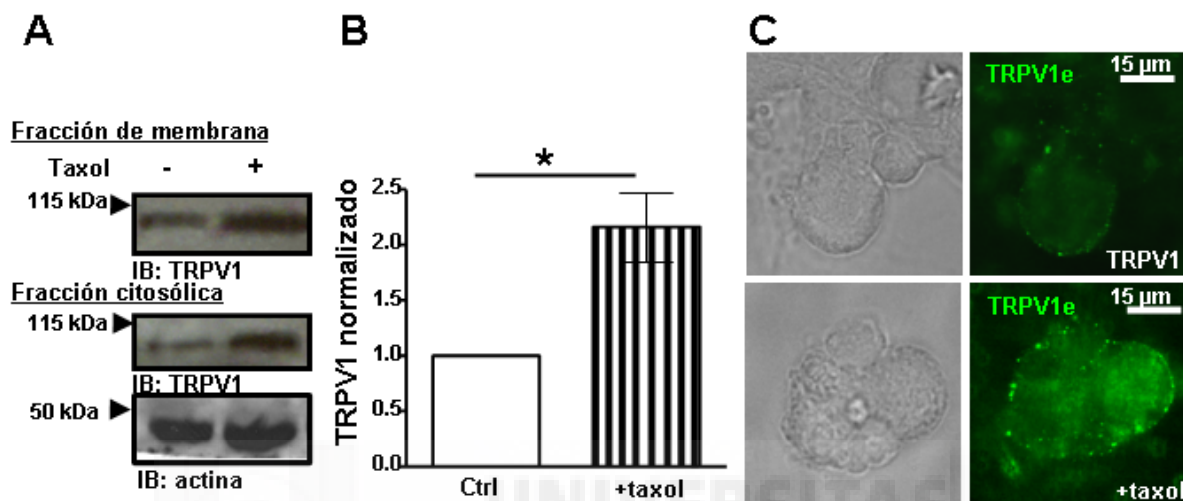 A
Fracción de membrana
Taxol - +
115 kDa
IB: TRPV1
Fracción citosólica
115 kDa
IB: TRPV1
50 kDa
IB: actina
B
*
TRPV1 normalizado
2.5
2.0
1.0
0.5
0.0
Ctrl
+taxol
C
TRPV1e
15 µm
TRPV1
TRPV1e
15 µm
+taxol